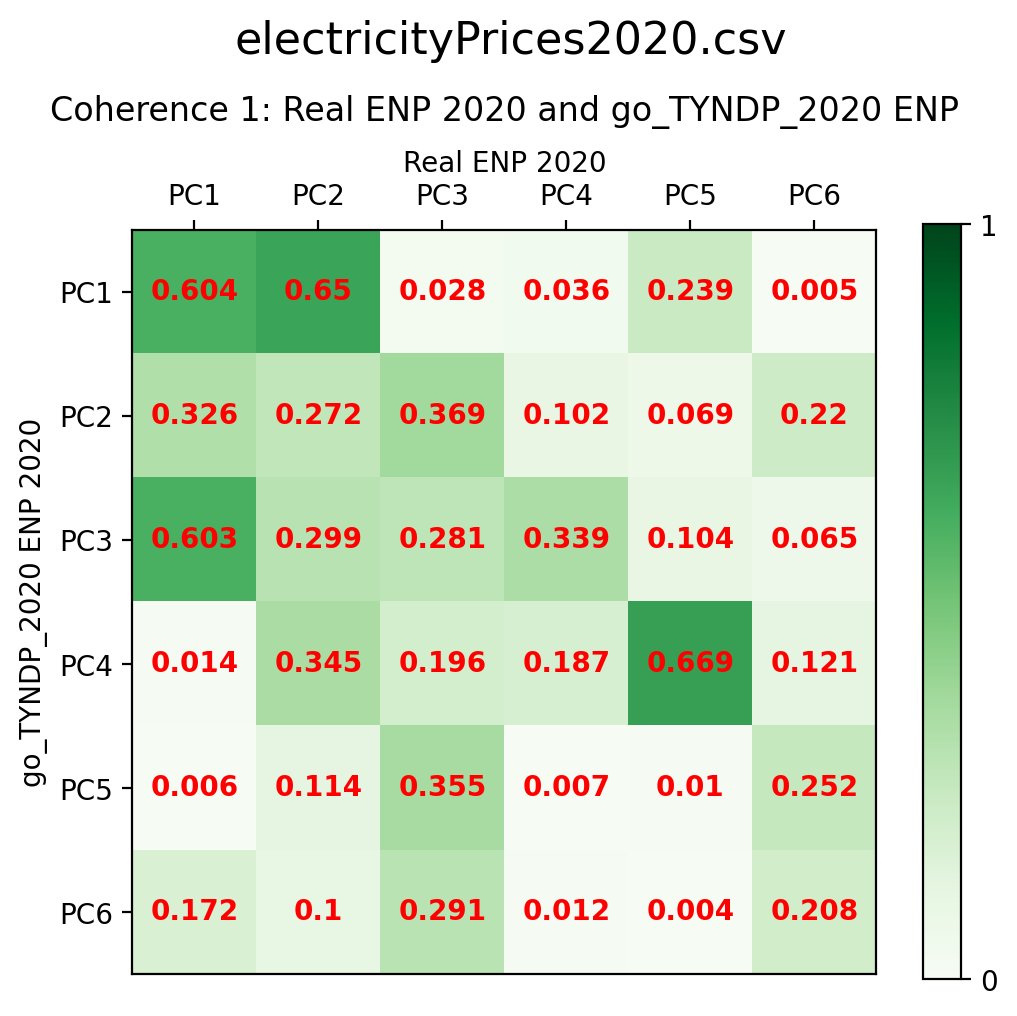 electricityPrices2020.csv
Coherence 1: Real ENP 2020 and go_TYNDP_2020 ENP
Real ENP 2020
PC1 PC2 PC3 PC4 PC5 PC6
1
PC1 0.604 0.65 0.028 0.036 0.239 0.005
PC2 0.326 0.272 0.369 0.102 0.069 0.22
PC3 0.603 0.299 0.281 0.339 0.104 0.065
PC4 0.014 0.345 0.196 0.187 0.669 0.121
PC5 0.006 0.114 0.355 0.007 0.01 0.252
PC6 0.172 0.1 0.291 0.012 0.004 0.208
0
go_TYNDP_2020 ENP 2020